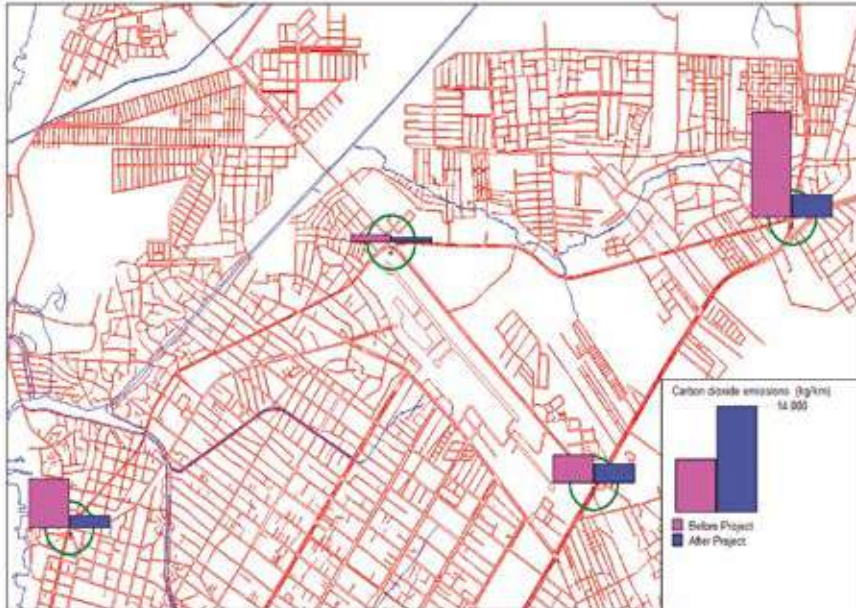 Carbon dioxide emissions (kg/km)
14 000
Before Project
After Project